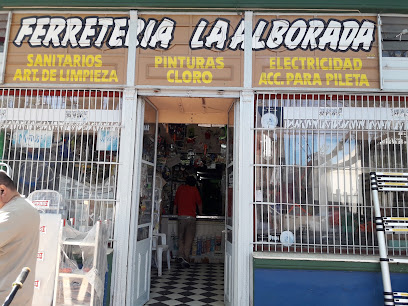 FERRETERIA LA ALBORADA
SANITARIOS
ART. DE LIMPIEZA
PINTURAS
CLORO
ELECTRICIDAD
ACC. PARA PILETA